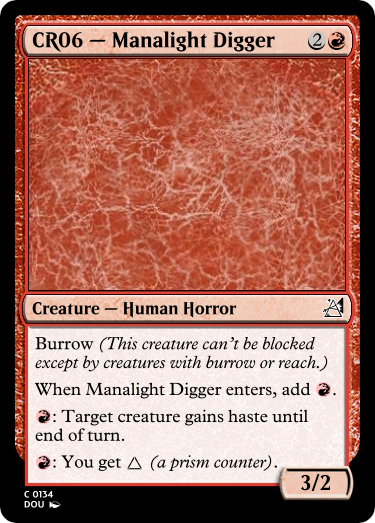 CR06 — Manalight Digger 2
Creature — Human Horror
Burrow (This creature can't be blocked
except by creatures with burrow or reach.)
When Manalight Digger enters, add .
: Target creature gains haste until
end of turn.
: You get △ (a prism counter).
3/2
C 0134
DOU